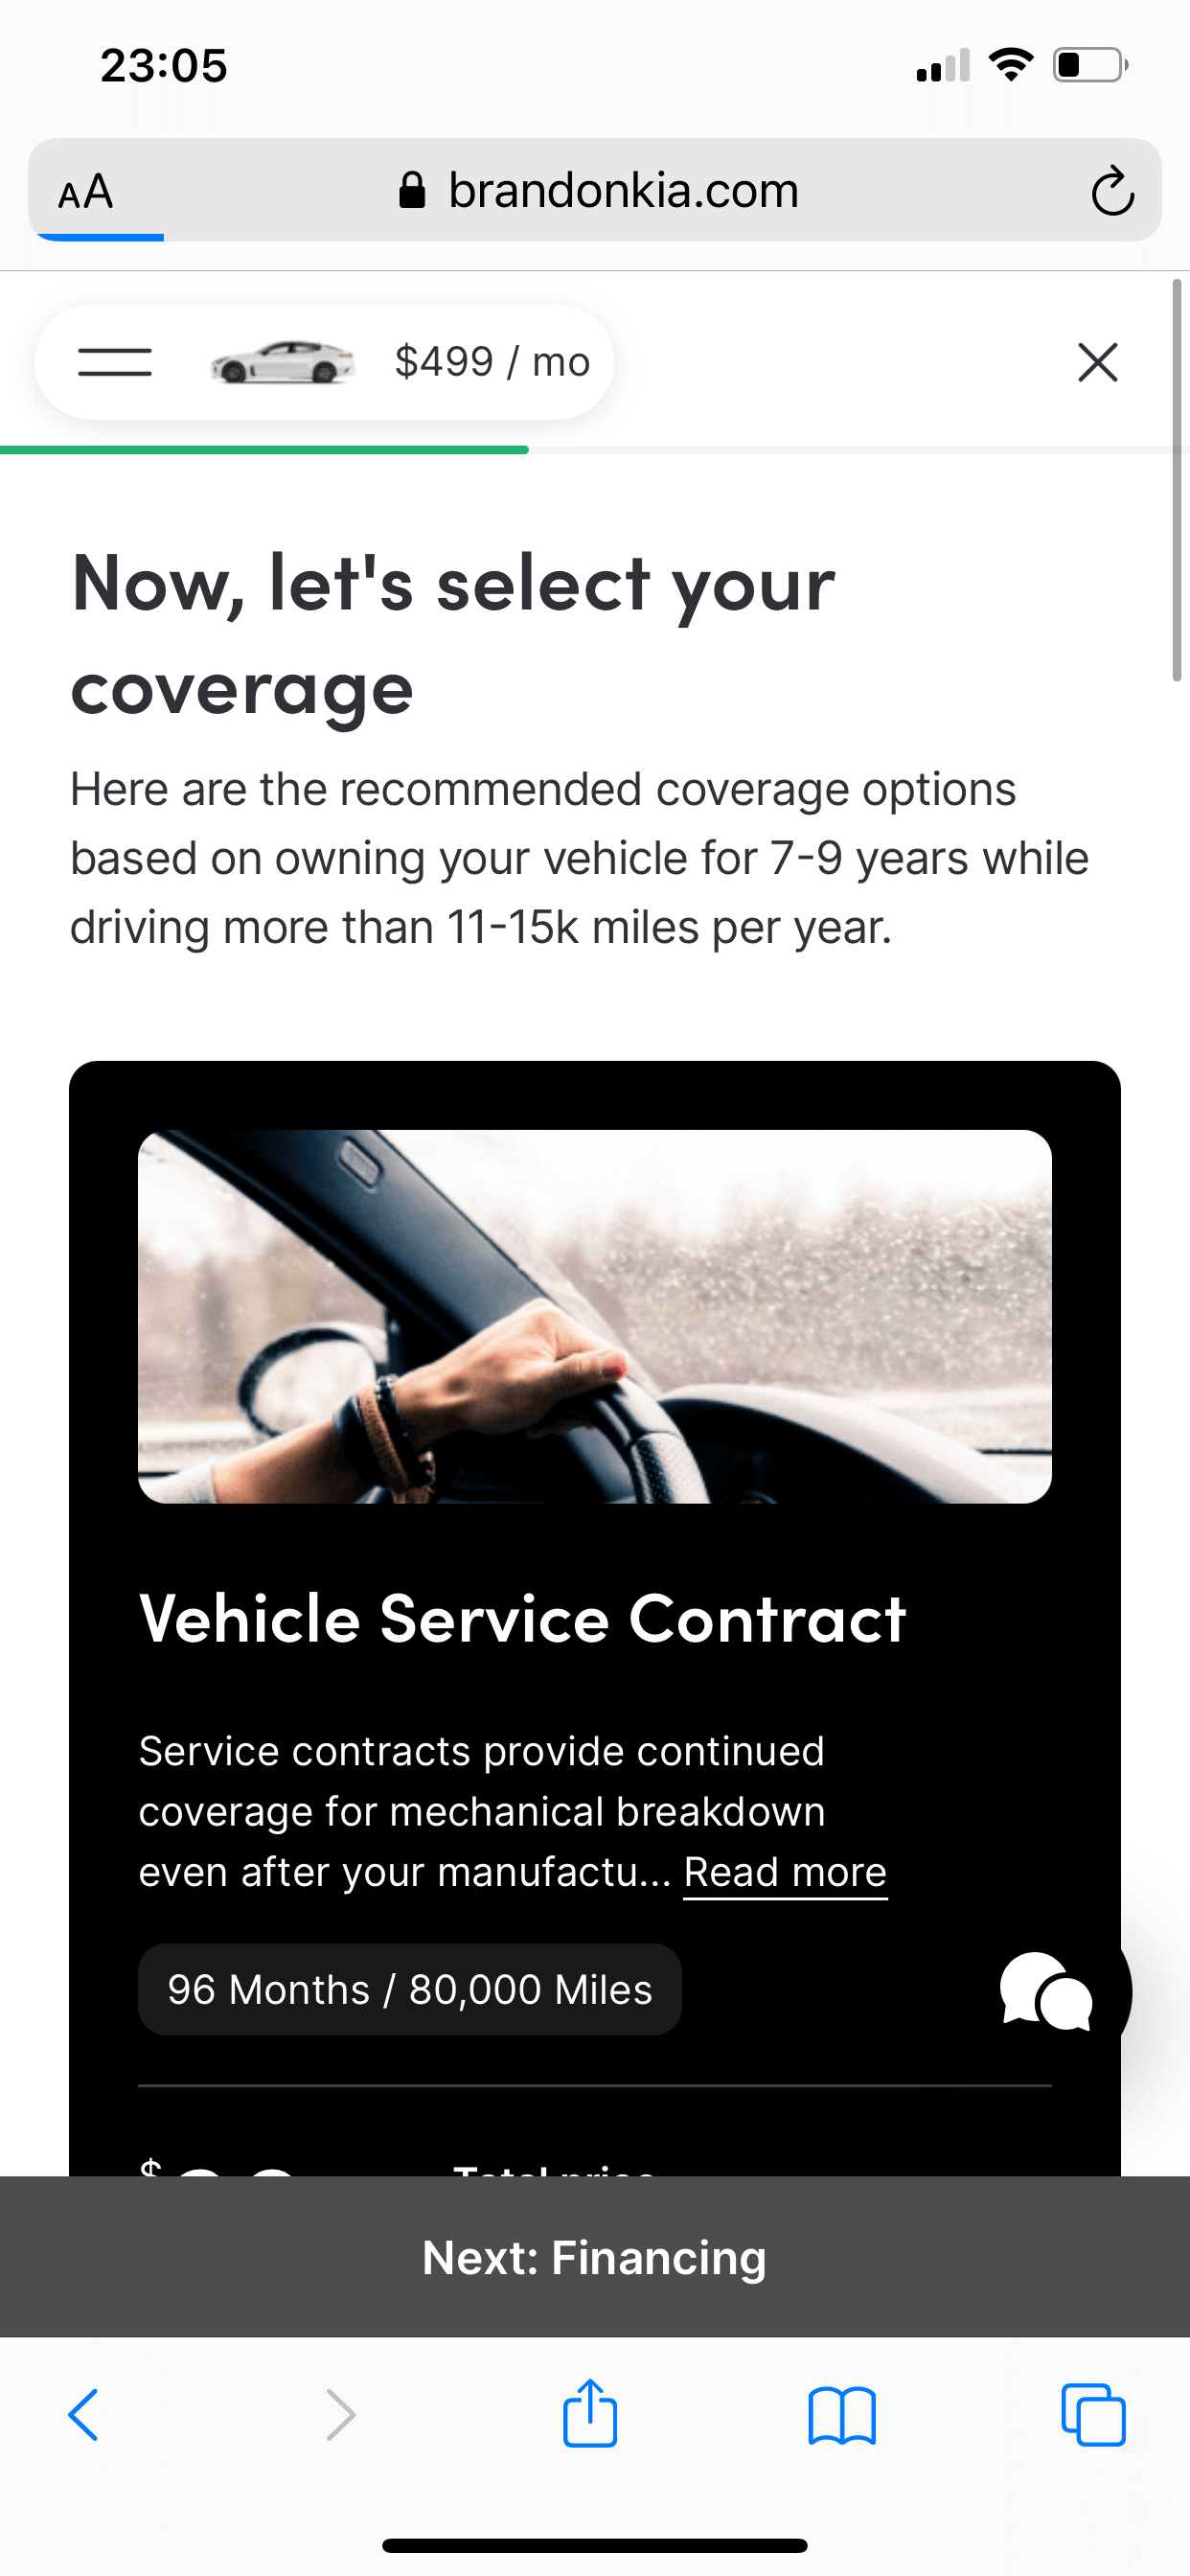 23:05
AA brandonkia.com
$499 / mo
Now, let's select your
coverage
Here are the recommended coverage options
based on owning your vehicle for 7-9 years while
driving more than 11-15k miles per year.
Vehicle Service Contract
Service contracts provide continued
coverage for mechanical breakdown
even after your manufactu... Read more
96 Months / 80,000 Miles
$ Total price
Next: Financing